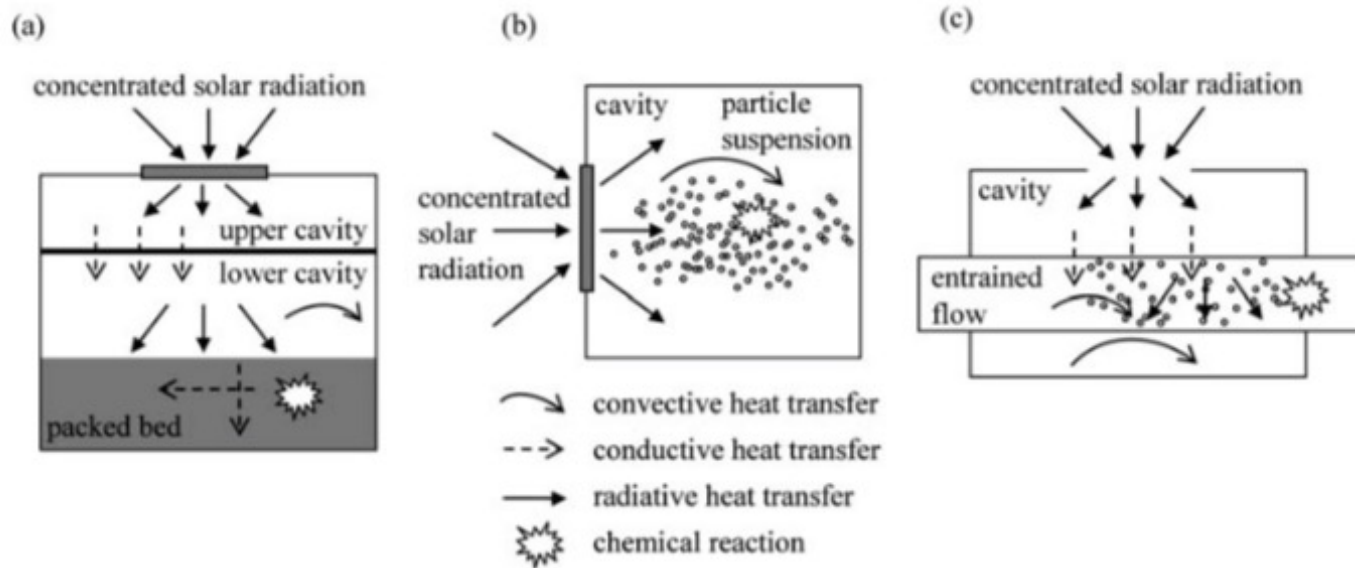 (a)
concentrated solar radiation
upper cavity
lower cavity
packed bed
(b)
cavity
particle
suspension
concentrated
solar
radiation
convective heat transfer
conductive heat transfer
radiative heat transfer
chemical reaction
(c)
concentrated solar radiation
cavity
entrained
flow